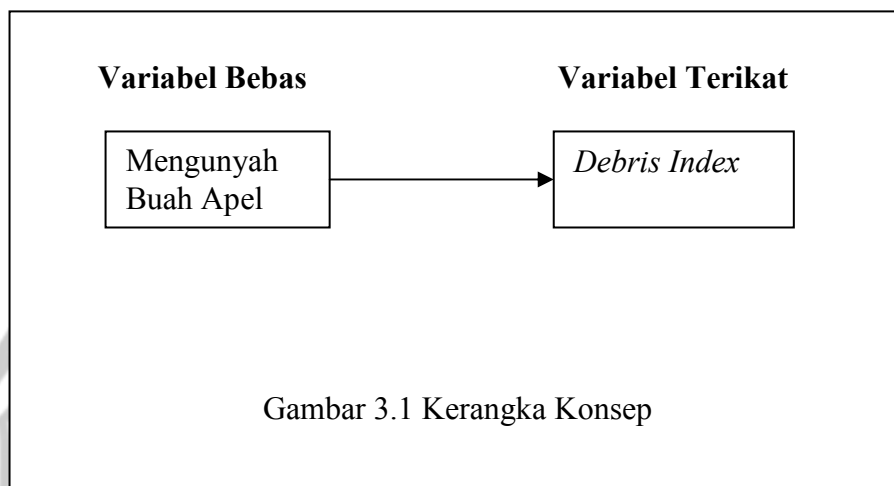 Variabel Bebas
Variabel Terikat
Mengunyah
Buah Apel
Debris Index
Gambar 3.1 Kerangka Konsep